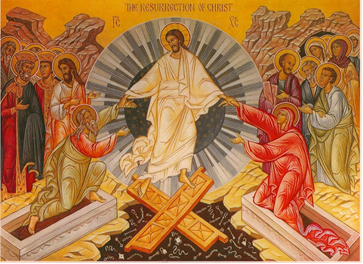 THE RESURRECTION OF CHRIST
IC XC